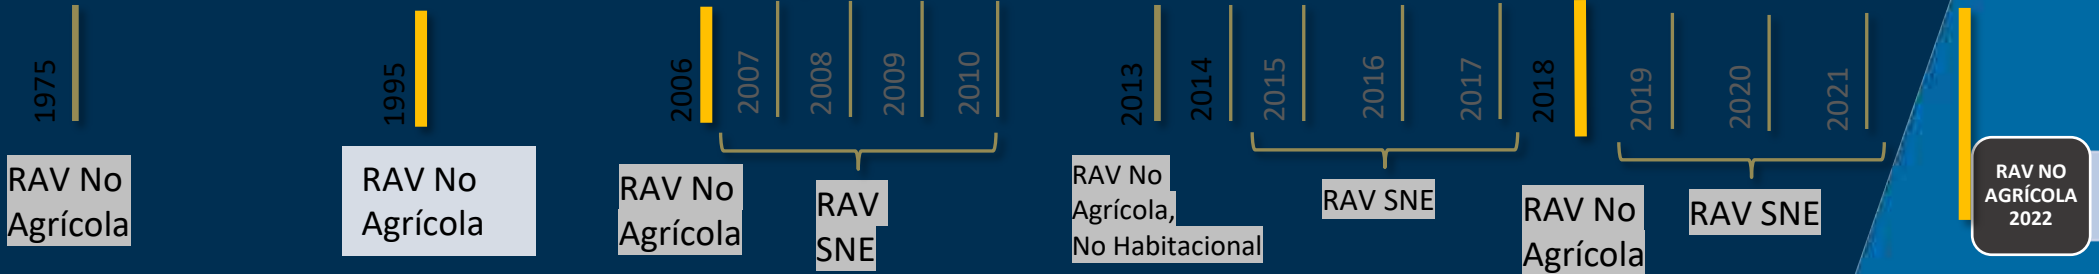 1975
1995
2006
2007
2008
2009
2010
2013
2014
2015
2016
2017
2018
2019
2020
2021
RAV No
Agrícola
RAV No
Agrícola
RAV No
Agrícola
RAV
SNE
RAV No
Agrícola,
No Habitacional
RAV SNE
RAV No
Agrícola
RAV SNE
RAV NO
AGRÍCOLA
2022